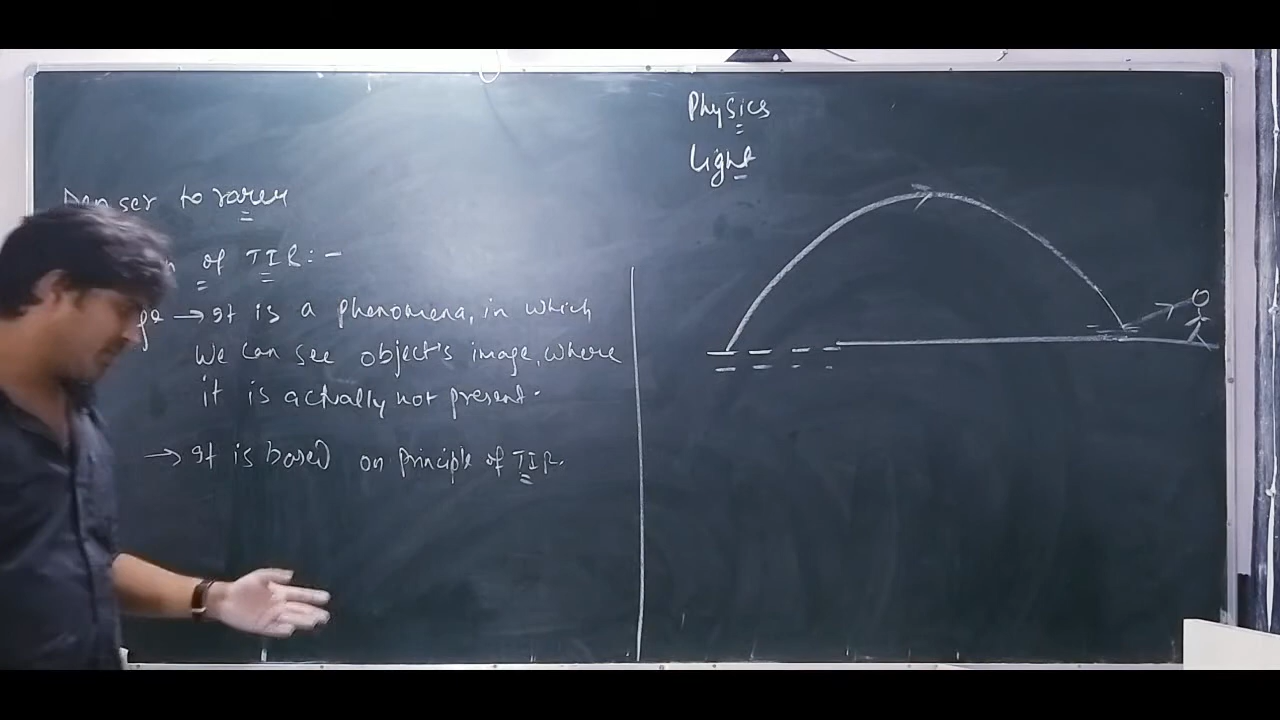 Physics
Light
Denser to rarer
of TIR:-
→ It is a phenomena, in which
We can see object's image, where
it is actually not present.
→ It is based on principle of TIR.